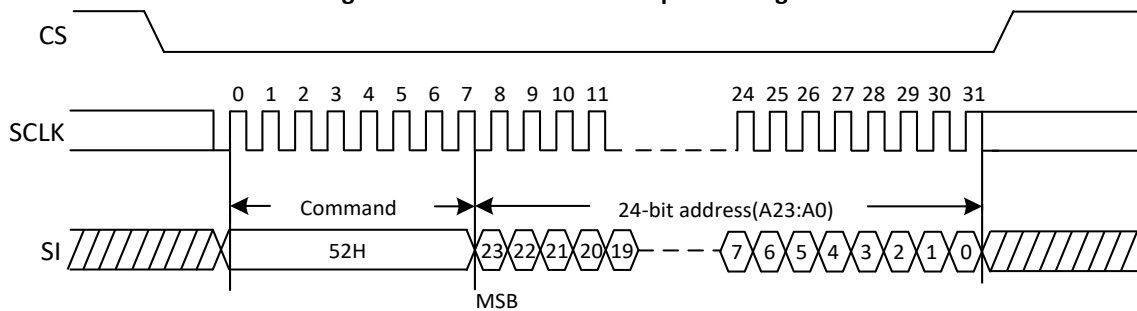 CS
0 1 2 3 4 5 6 7 8 9 10 11 24 25 26 27 28 29 30 31
SCLK
Command 24-bit address(A23:A0)
SI 52H 23 22 21 20 19 7 6 5 4 3 2 1 0
MSB